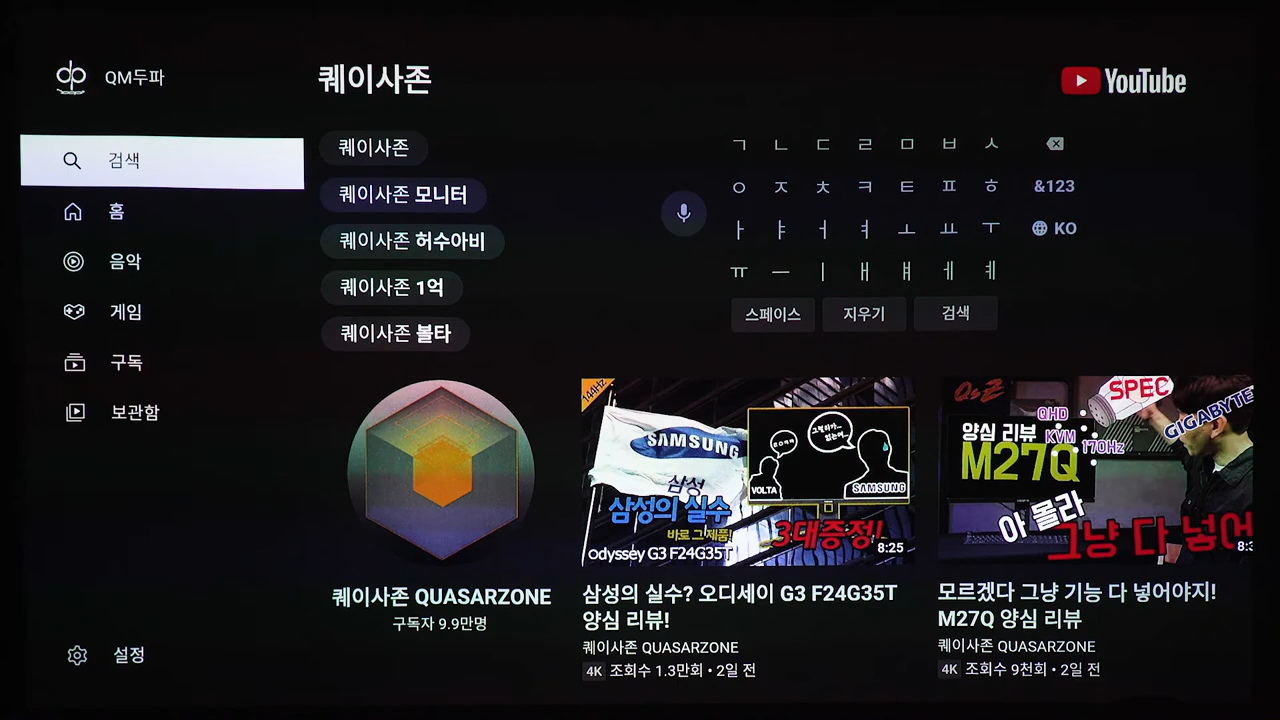 QM두파
퀘이사존
YouTube
검색
홈
음악
게임
구독
보관함
설정
퀘이사존
퀘이사존 모니터
퀘이사존 허수아비
퀘이사존 1억
퀘이사존 볼타
ㄱ ㄴ ㄷ ㄹ ㅁ ㅂ ㅅ
ㅇ ㅈ ㅊ ㅋ ㅌ ㅍ ㅎ &123
ㅏ ㅑ ㅓ ㅕ ㅗ ㅛ ㅜ KO
ㅠ ㅡ ㅣ ㅐ ㅒ ㅔ ㅖ
스페이스 지우기 검색
퀘이사존 QUASARZONE
구독자 9.9만명
144Hz
SAMSUNG
삼성
삼성의 실수
바로 그 제품!
Odyssey G3 F24G35T
VOLTA
SAMSUNG
3대증정!
8:25
삼성의 실수? 오디세이 G3 F24G35T
양심 리뷰!
퀘이사존 QUASARZONE
4K 조회수 1.3만회 • 2일 전
SPEC
QHD
KVM
170Hz
GIGABYTE
양심 리뷰
M27Q
아 몰라
그냥 다 넣어
8:3
모르겠다 그냥 기능 다 넣어야지!
M27Q 양심 리뷰
퀘이사존 QUASARZONE
4K 조회수 9천회 • 2일 전